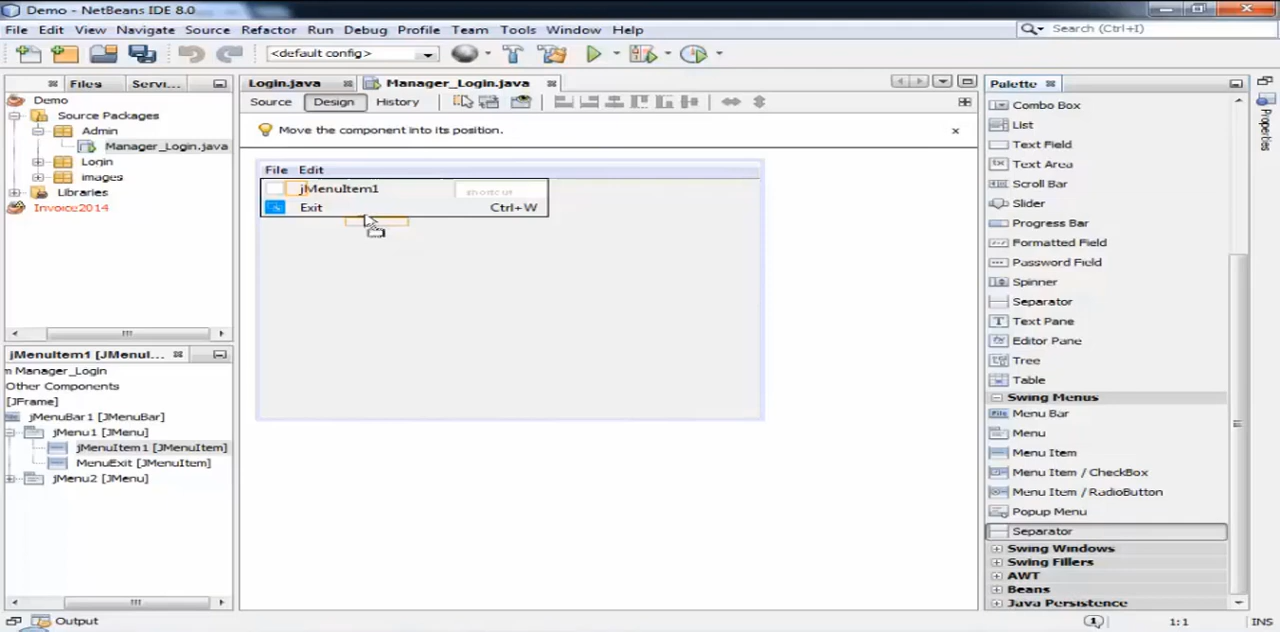 Demo - NetBeans IDE 8.0
File Edit View Navigate Source Refactor Run Debug Profile Team Tools Window Help
Search (Ctrl+I)
<default config>
Files Servi...
Login.java Manager_Login.java
Palette
Source Design History
Move the component into its position.
Demo
Source Packages
Admin
Manager_Login.java
Login
images
Libraries
Invoice2014
File Edit
jMenuItem1 shortcut
Exit Ctrl+W
jMenuItem1 [JMenuI...
Manager_Login
Other Components
[JFrame]
jMenuBar1 [JMenuBar]
jMenu1 [JMenu]
jMenuItem1 [JMenuItem]
MenuExit [JMenuItem]
jMenu2 [JMenu]
Combo Box
List
Text Field
Text Area
Scroll Bar
Slider
Progress Bar
Formatted Field
Password Field
Spinner
Separator
Text Pane
Editor Pane
Tree
Table
Swing Menus
Menu Bar
Menu
Menu Item
Menu Item / CheckBox
Menu Item / RadioButton
Popup Menu
Separator
Swing Windows
Swing Fillers
AWT
Beans
Java Persistence
Properties
Output
1:1 INS